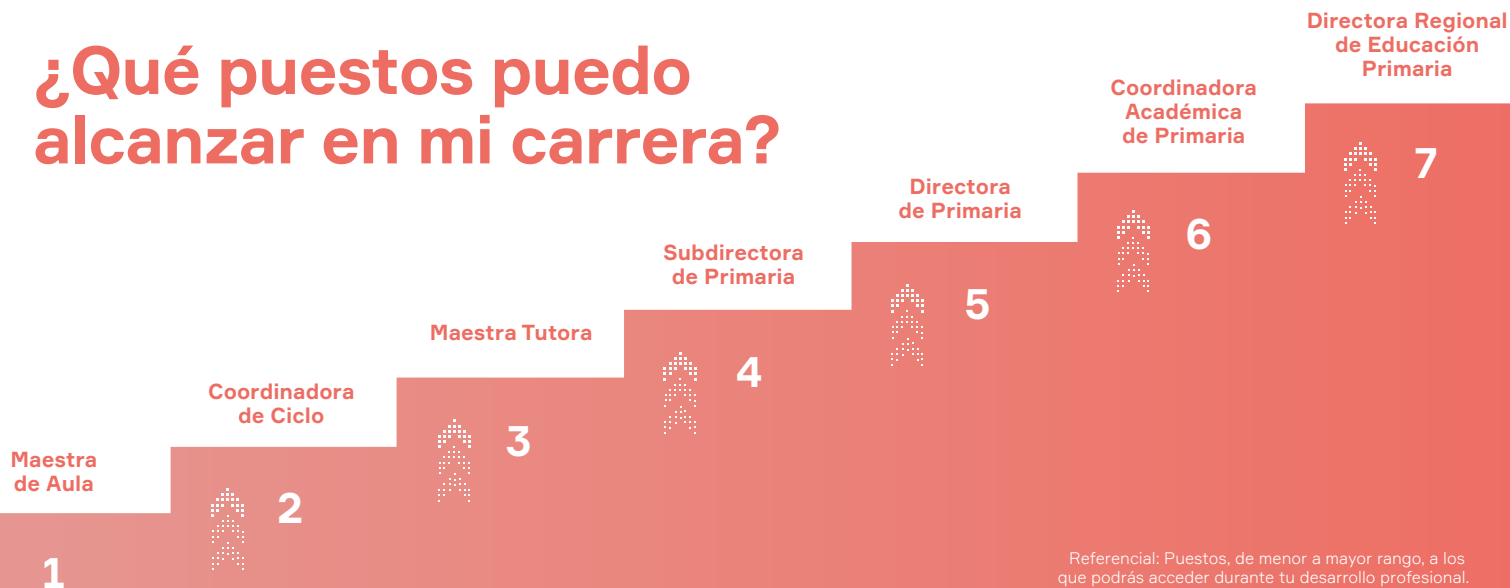 ¿Qué puestos puedo
alcanzar en mi carrera?
Maestra
de Aula
1
Coordinadora
de Ciclo
2
Maestra Tutora
3
Subdirectora
de Primaria
4
Directora
de Primaria
5
Coordinadora
Académica
de Primaria
6
Directora Regional
de Educación
Primaria
7
Referencial: Puestos, de menor a mayor rango, a los
que podrás acceder durante tu desarrollo profesional.